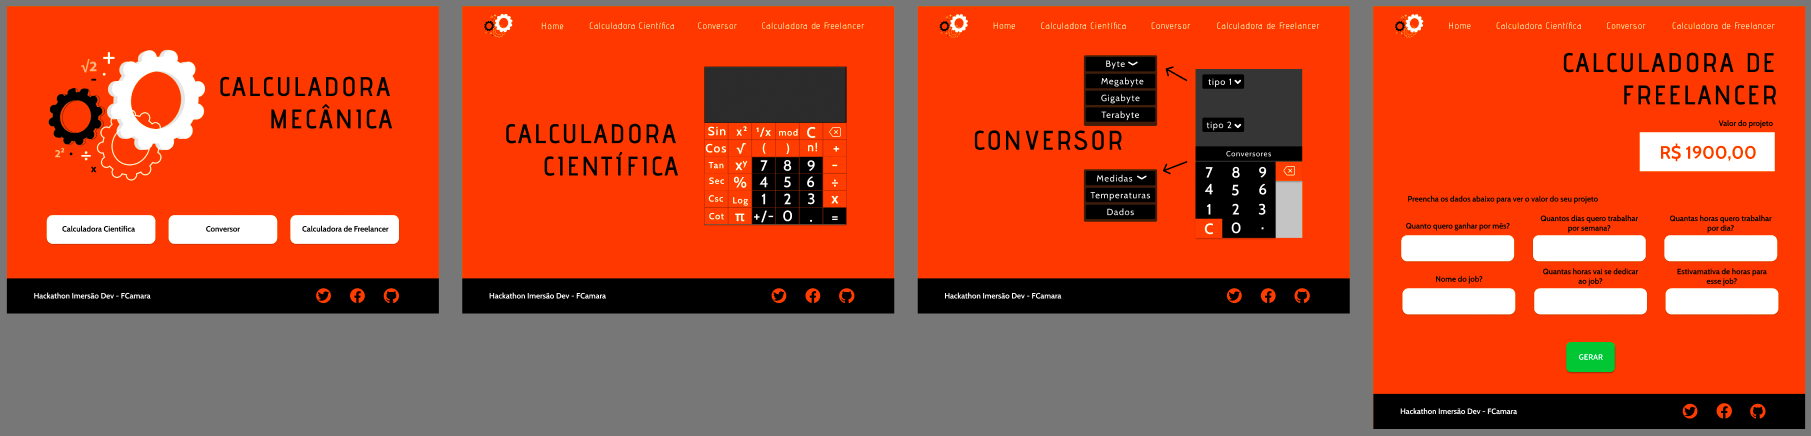 √2 +
-
CALCULADORA
MECÂNICA
2² ÷
x
Calculadora Científica Conversor Calculadora de Freelancer
Hackathon Imersão Dev - FCamara
Home Calculadora Científica Conversor Calculadora de Freelancer
CALCULADORA
CIENTÍFICA
Sin x² ¹/x mod C
Cos √ ( ) n! +
Tan xʸ 7 8 9 -
Sec % 4 5 6 ÷
Csc Log 1 2 3 x
Cot π +/- 0 . =
Hackathon Imersão Dev - FCamara
Home Calculadora Científica Conversor Calculadora de Freelancer
CONVERSOR
Byte
Megabyte
Gigabyte
Terabyte
Medidas
Temperaturas
Dados
tipo 1
tipo 2
Conversores
7 8 9
4 5 6
1 2 3
C 0 .
Hackathon Imersão Dev - FCamara
Home Calculadora Científica Conversor Calculadora de Freelancer
CALCULADORA DE
FREELANCER
Valor do projeto
R$ 1900,00
Preencha os dados abaixo para ver o valor do seu projeto
Quanto quero ganhar por mês?
Quantos dias quero trabalhar
por semana?
Quantas horas quero trabalhar
por dia?
Nome do job?
Quantas horas vai se dedicar
ao job?
Estivamativa de horas para
esse job?
GERAR
Hackathon Imersão Dev - FCamara